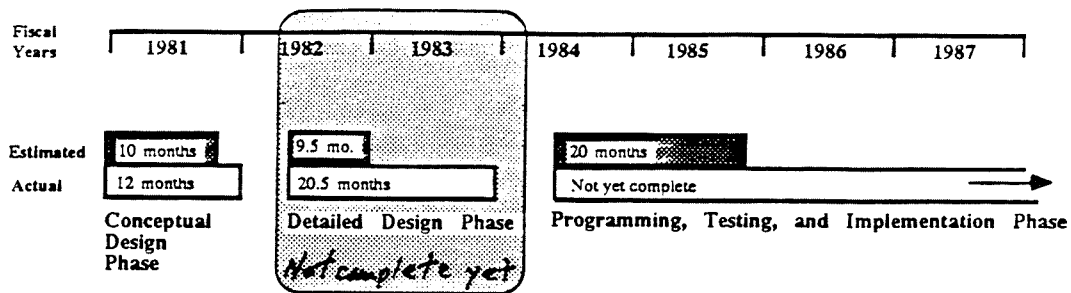 Fiscal
Years
1981 1982 1983 1984 1985 1986 1987
Estimated
10 months 9.5 mo. 20 months
Actual
12 months 20.5 months Not yet complete
Conceptual
Design
Phase
Detailed Design Phase
Programming, Testing, and Implementation Phase
Not complete yet